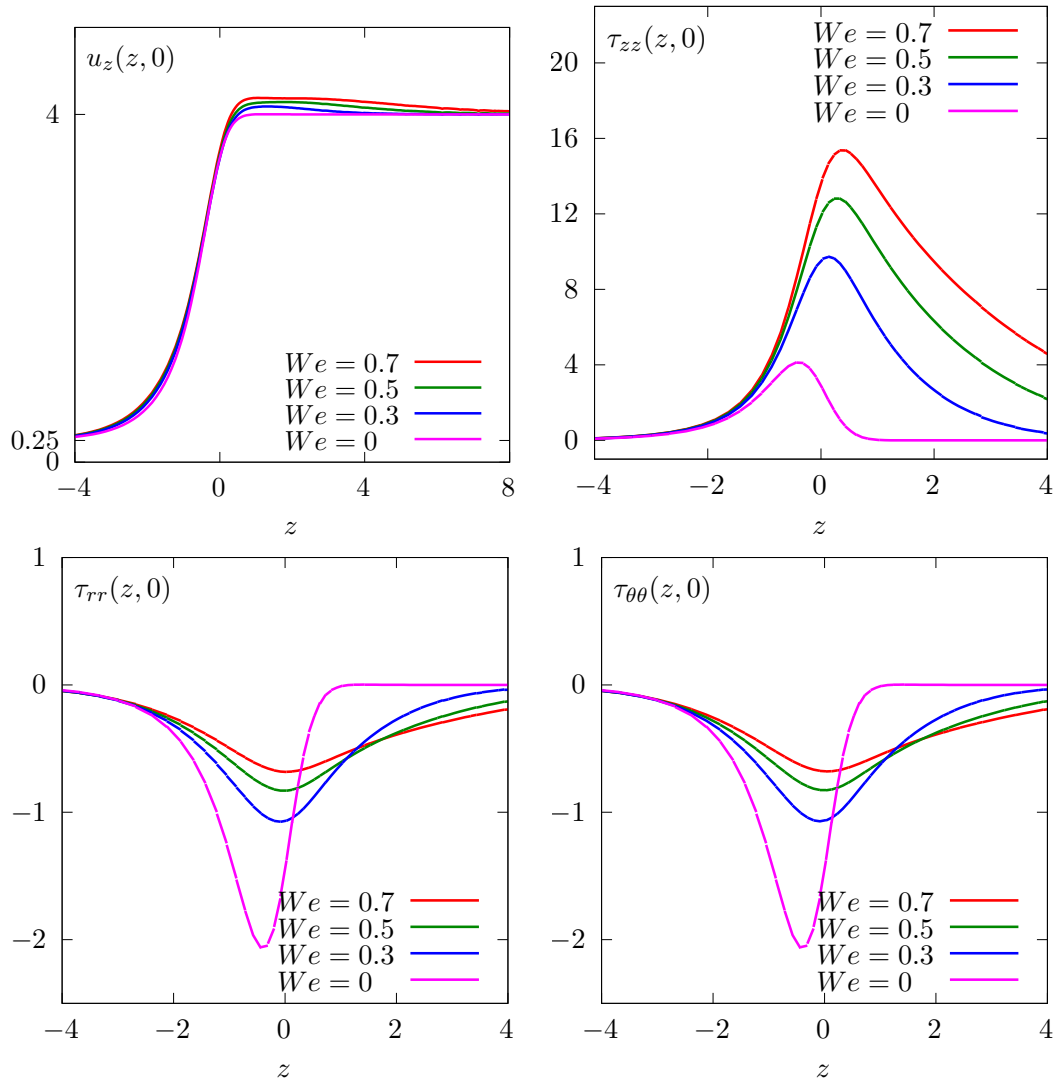 u_z(z, 0)
4
0.25
0
−4
0
4
8
z
We = 0.7
We = 0.5
We = 0.3
We = 0
τ_zz(z, 0)
20
16
12
8
4
0
−4
−2
0
2
4
z
We = 0.7
We = 0.5
We = 0.3
We = 0
τ_rr(z, 0)
1
0
−1
−2
−4
−2
0
2
4
z
We = 0.7
We = 0.5
We = 0.3
We = 0
τ_θθ(z, 0)
1
0
−1
−2
−4
−2
0
2
4
z
We = 0.7
We = 0.5
We = 0.3
We = 0